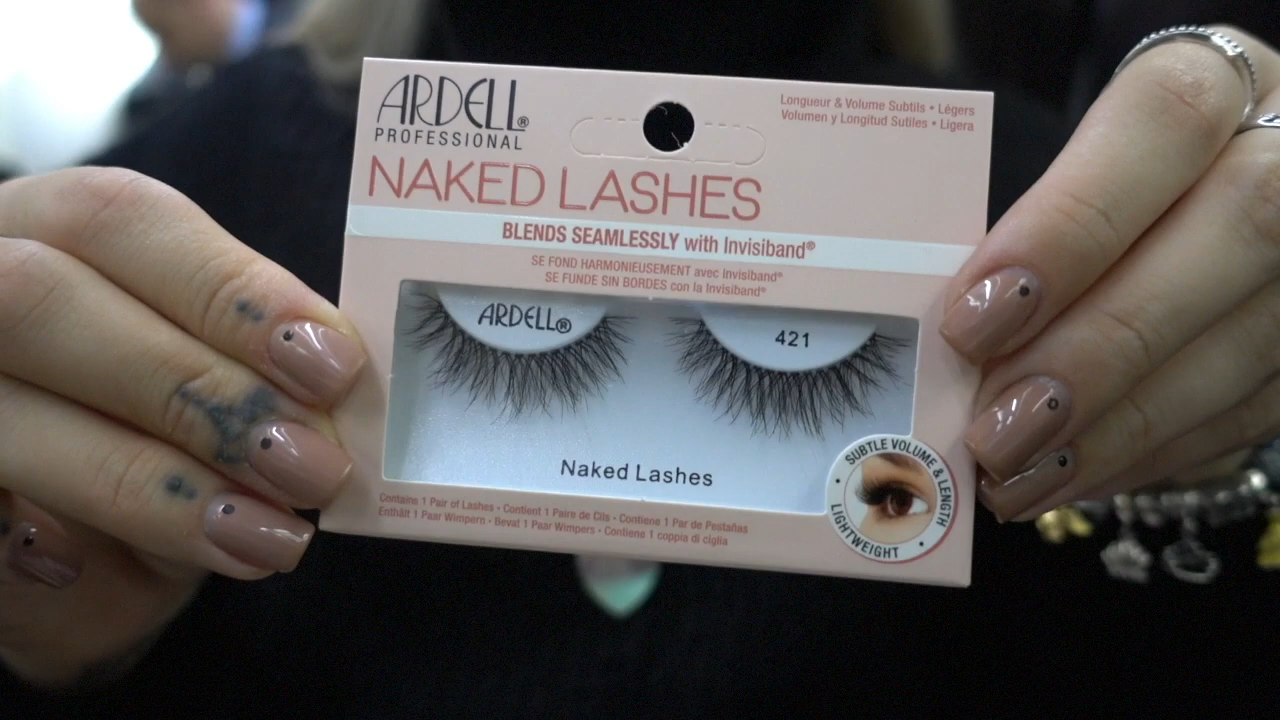 ARDELL®
PROFESSIONAL
Longueur & Volume Subtils • Légers
Volumen y Longitud Sutiles • Ligera
NAKED LASHES
BLENDS SEAMLESSLY with Invisiband®
SE FOND HARMONIEUSEMENT avec Invisiband®
SE FUNDE SIN BORDES con la Invisiband®
ARDELL®
421
Naked Lashes
SUBTLE VOLUME & LENGTH
• LIGHTWEIGHT •
Contains 1 Pair of Lashes • Contient 1 Paire de Cils • Contiene 1 Par de Pestañas
Enthält 1 Paar Wimpern • Bevat 1 Paar Wimpers • Contiene 1 coppia di ciglia